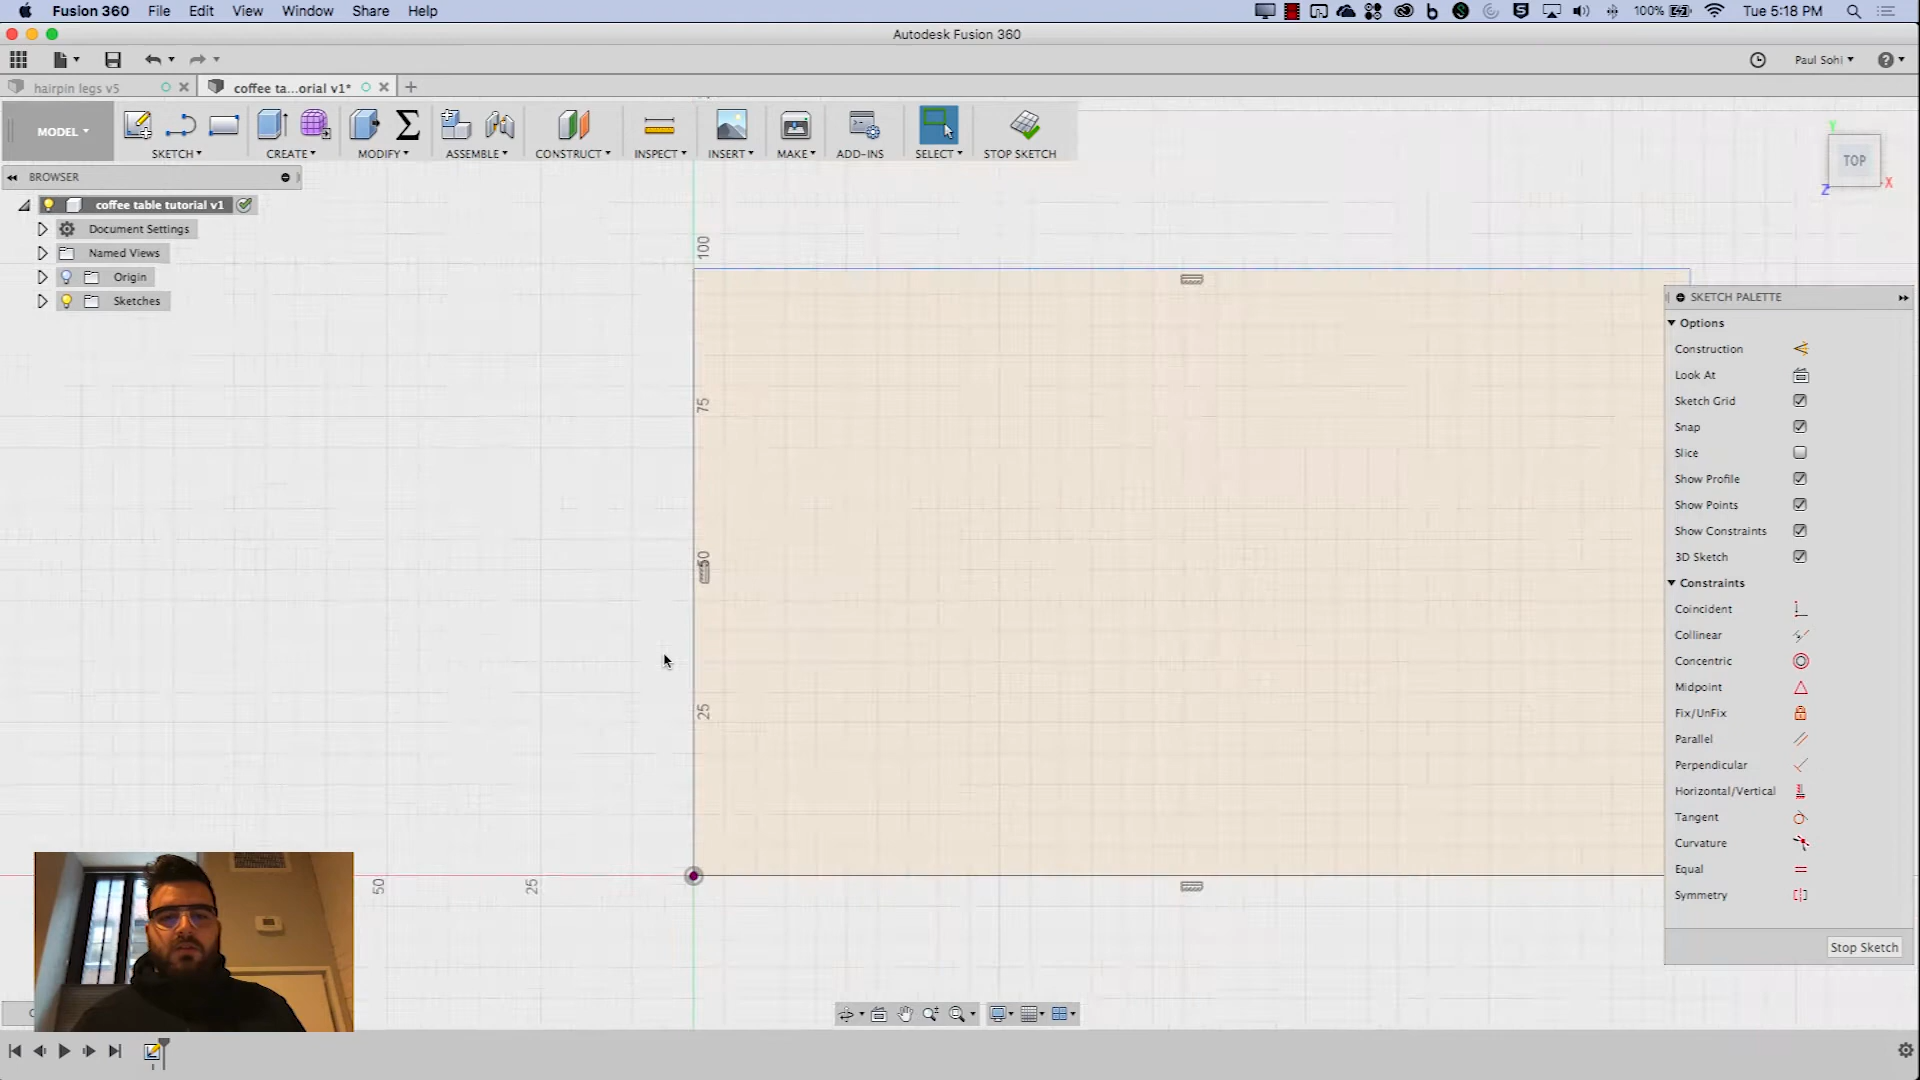 Fusion 360 File Edit View Window Share Help
100% Tue 5:18 PM
Autodesk Fusion 360
Paul Sohi
hairpin legs v5
coffee ta...orial v1*
MODEL
SKETCH
CREATE
MODIFY
ASSEMBLE
CONSTRUCT
INSPECT
INSERT
MAKE
ADD-INS
SELECT
STOP SKETCH
BROWSER
coffee table tutorial v1
Document Settings
Named Views
Origin
Sketches
Y
TOP
Z
X
100
75
50
25
50
25
SKETCH PALETTE
Options
Construction
Look At
Sketch Grid
Snap
Slice
Show Profile
Show Points
Show Constraints
3D Sketch
Constraints
Coincident
Collinear
Concentric
Midpoint
Fix/UnFix
Parallel
Perpendicular
Horizontal/Vertical
Tangent
Curvature
Equal
Symmetry
Stop Sketch